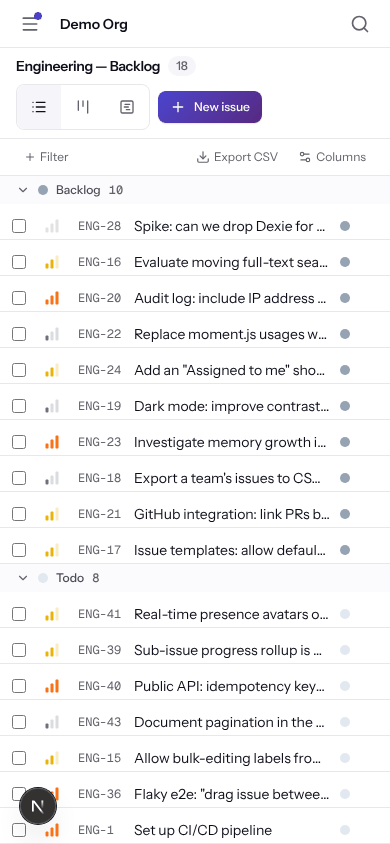 Demo Org
Engineering — Backlog 18
New issue
Filter Export CSV Columns
Backlog 10
ENG-28 Spike: can we drop Dexie for ...
ENG-16 Evaluate moving full-text sea...
ENG-20 Audit log: include IP address ...
ENG-22 Replace moment.js usages w...
ENG-24 Add an "Assigned to me" sho...
ENG-19 Dark mode: improve contrast...
ENG-23 Investigate memory growth i...
ENG-18 Export a team's issues to CS...
ENG-21 GitHub integration: link PRs b...
ENG-17 Issue templates: allow defaul...
Todo 8
ENG-41 Real-time presence avatars o...
ENG-39 Sub-issue progress rollup is ...
ENG-40 Public API: idempotency key...
ENG-43 Document pagination in the ...
ENG-15 Allow bulk-editing labels fro...
ENG-36 Flaky e2e: "drag issue betwee...
N
ENG-1 Set up CI/CD pipeline